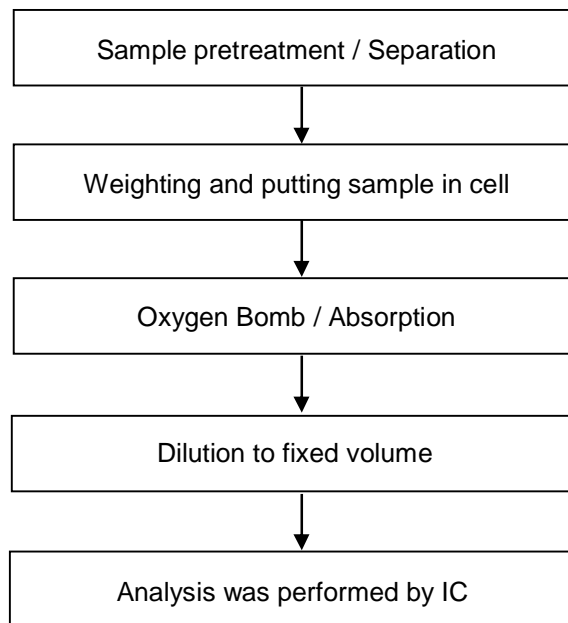 Sample pretreatment / Separation
Weighting and putting sample in cell
Oxygen Bomb / Absorption
Dilution to fixed volume
Analysis was performed by IC